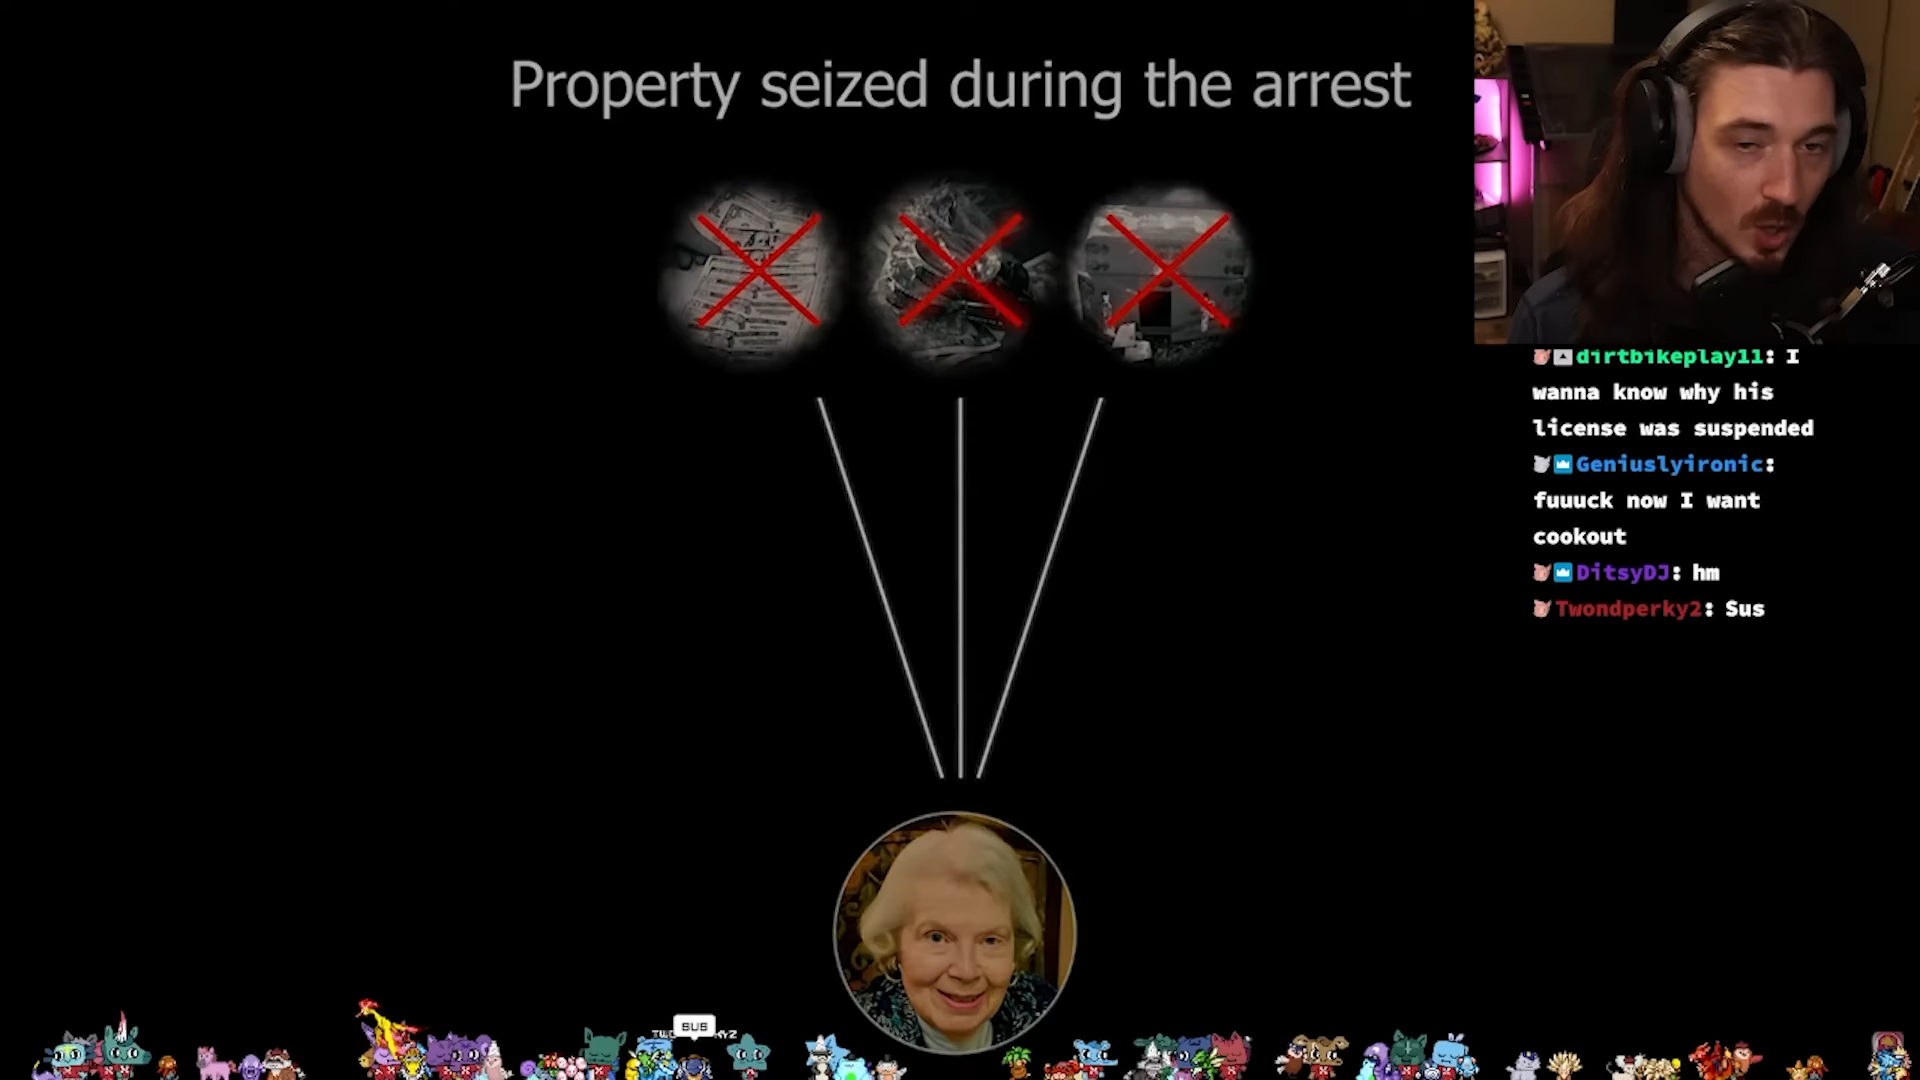 Property seized during the arrest
dirtbikeplay11: I
wanna know why his
license was suspended
Geniuslyironic:
fuuuck now I want
cookout
DitsyDJ: hm
Twondperky2: Sus
SUS